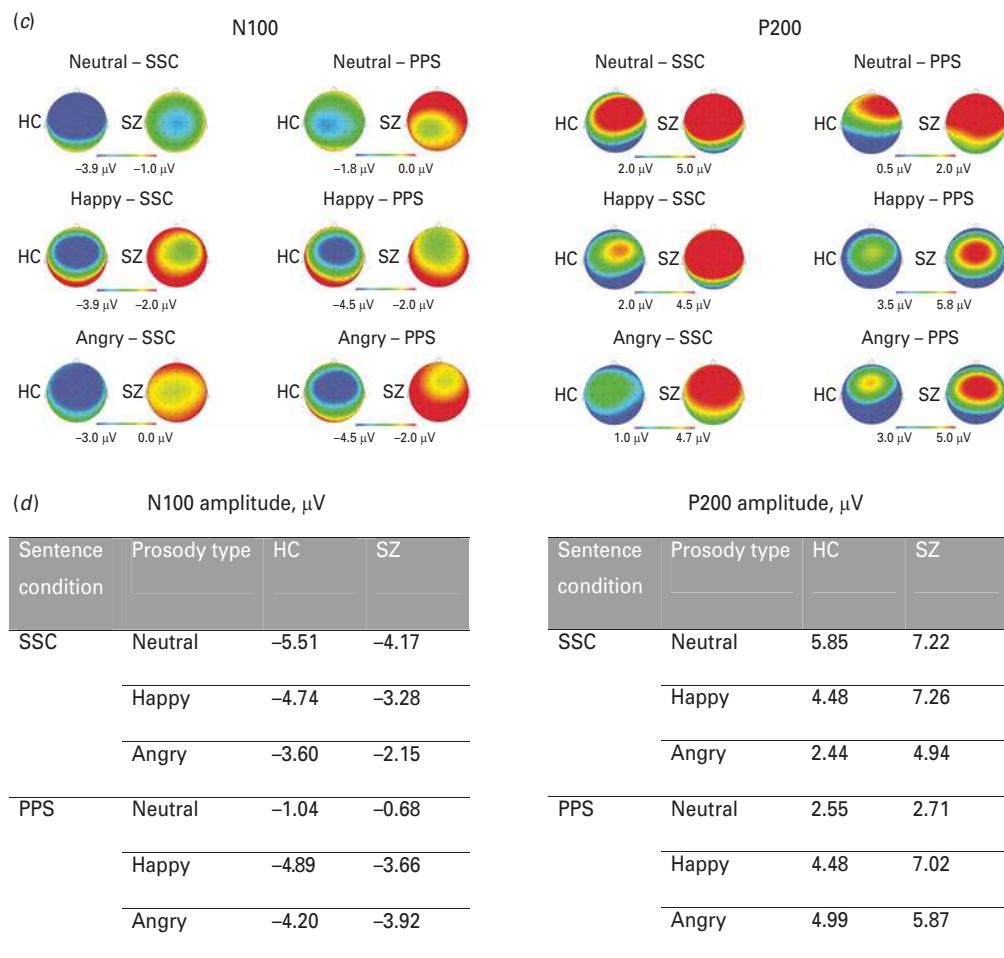 (c)
N100
P200
Neutral – SSC
Neutral – PPS
Neutral – SSC
Neutral – PPS
HC SZ
HC SZ
HC SZ
HC SZ
–3.9 µV –1.0 µV
–1.8 µV 0.0 µV
2.0 µV 5.0 µV
0.5 µV 2.0 µV
Happy – SSC
Happy – PPS
Happy – SSC
Happy – PPS
HC SZ
HC SZ
HC SZ
HC SZ
–3.9 µV –2.0 µV
–4.5 µV –2.0 µV
2.0 µV 4.5 µV
3.5 µV 5.8 µV
Angry – SSC
Angry – PPS
Angry – SSC
Angry – PPS
HC SZ
HC SZ
HC SZ
HC SZ
–3.0 µV 0.0 µV
–4.5 µV –2.0 µV
1.0 µV 4.7 µV
3.0 µV 5.0 µV
(d)
N100 amplitude, µV
Sentence condition Prosody type HC SZ
SSC Neutral –5.51 –4.17
Happy –4.74 –3.28
Angry –3.60 –2.15
PPS Neutral –1.04 –0.68
Happy –4.89 –3.66
Angry –4.20 –3.92
P200 amplitude, µV
Sentence condition Prosody type HC SZ
SSC Neutral 5.85 7.22
Happy 4.48 7.26
Angry 2.44 4.94
PPS Neutral 2.55 2.71
Happy 4.48 7.02
Angry 4.99 5.87